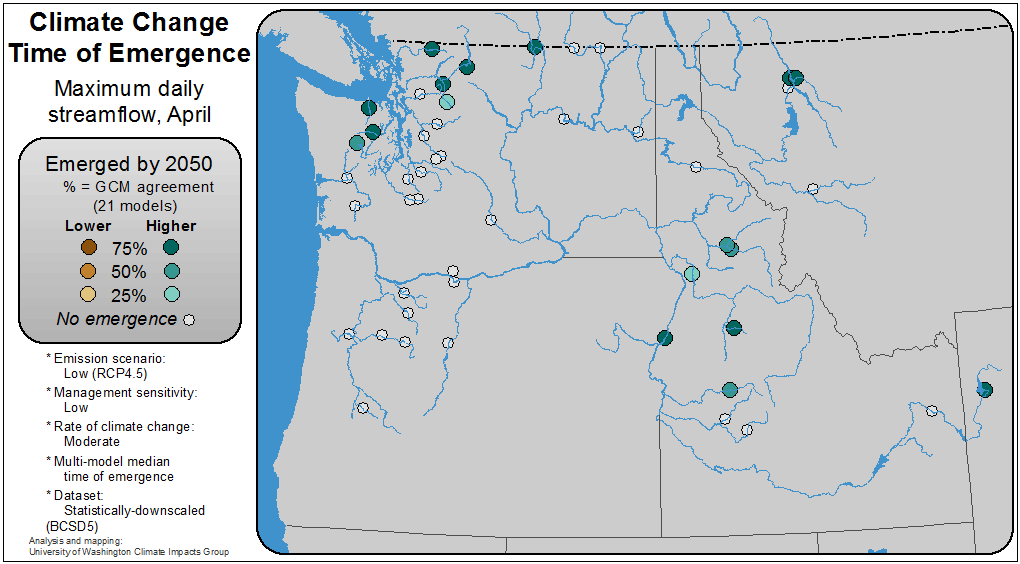 Climate Change
Time of Emergence
Maximum daily
streamflow, April
Emerged by 2050
% = GCM agreement
(21 models)
Lower Higher
75%
50%
25%
No emergence
* Emission scenario:
Low (RCP4.5)
* Management sensitivity:
Low
* Rate of climate change:
Moderate
* Multi-model median
time of emergence
* Dataset:
Statistically-downscaled
(BCSD5)
Analysis and mapping:
University of Washington Climate Impacts Group